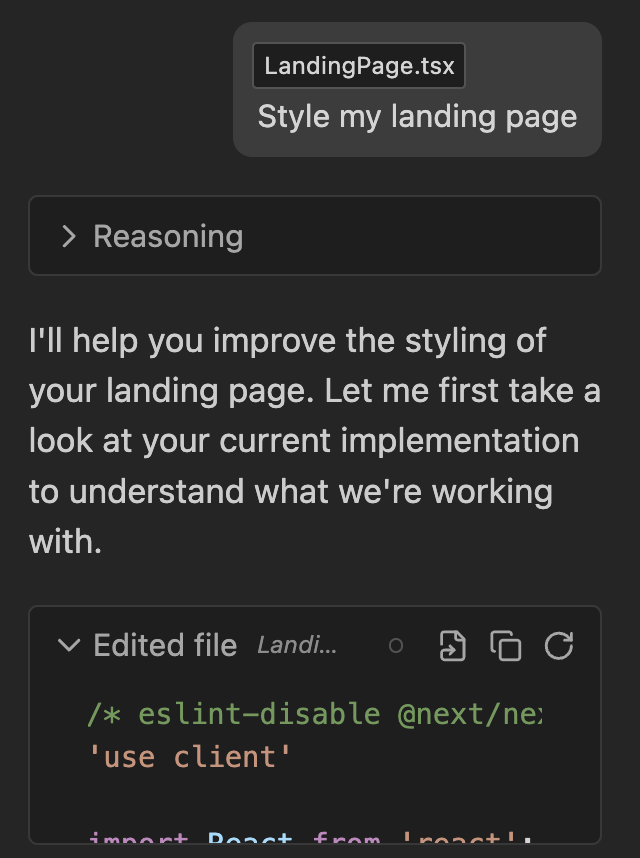 LandingPage.tsx
Style my landing page
Reasoning
I'll help you improve the styling of
your landing page. Let me first take a
look at your current implementation
to understand what we're working
with.
Edited file Landi...
/* eslint-disable @next/nex
'use client'
import React from 'react';